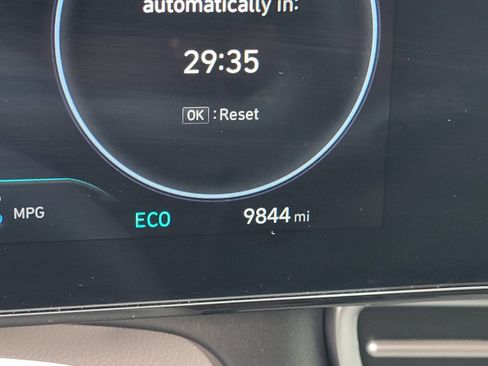 automatically in:
29:35
OK : Reset
MPG
ECO
9844 mi